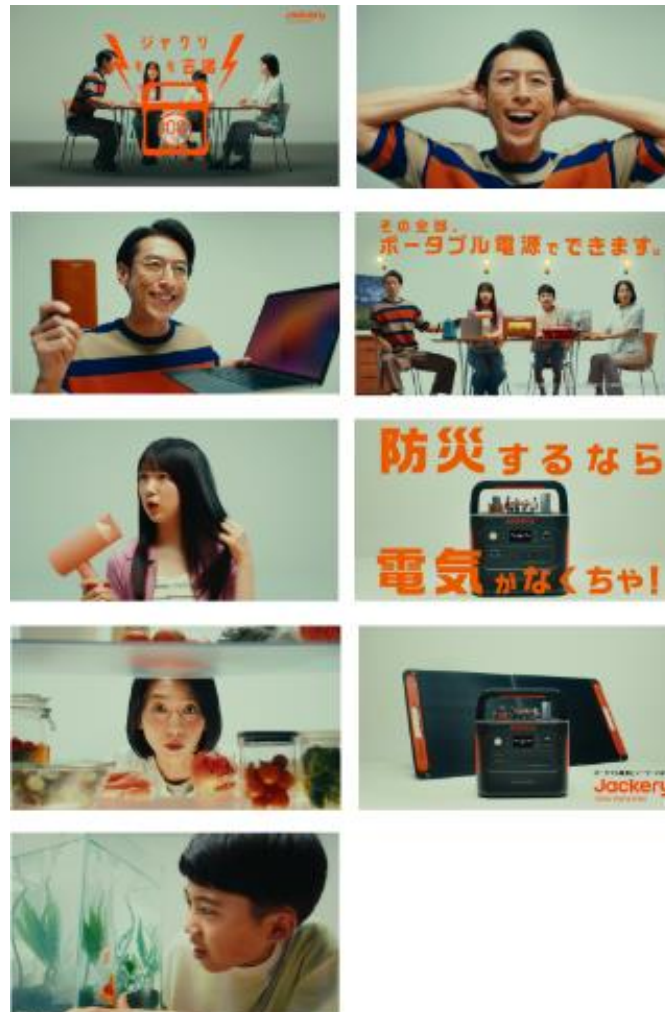 Jackery
ジャクリ
その全部、
ポータブル電源でできます。
防災するなら
電気がなくちゃ!
Jackery